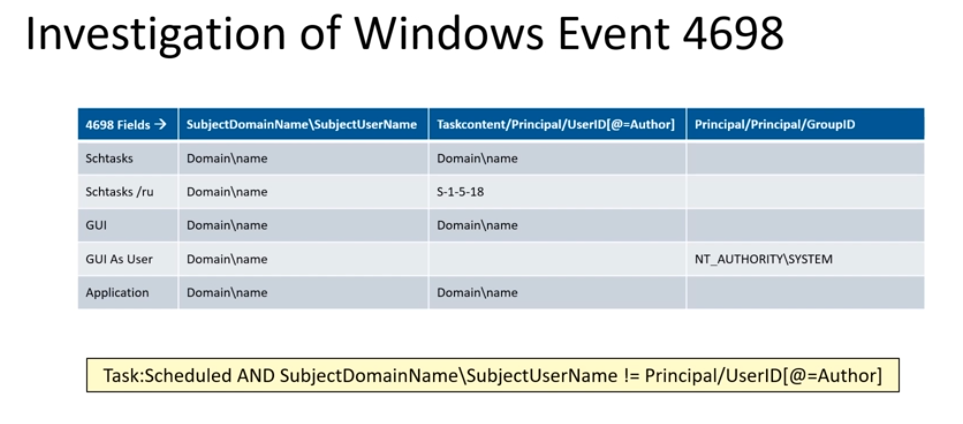 Investigation of Windows Event 4698
4698 Fields → SubjectDomainName\SubjectUserName Taskcontent/Principal/UserID[@=Author] Principal/Principal/GroupID
Schtasks Domain\name Domain\name
Schtasks /ru Domain\name S-1-5-18
GUI Domain\name Domain\name
GUI As User Domain\name NT_AUTHORITY\SYSTEM
Application Domain\name Domain\name
Task:Scheduled AND SubjectDomainName\SubjectUserName != Principal/UserID[@=Author]